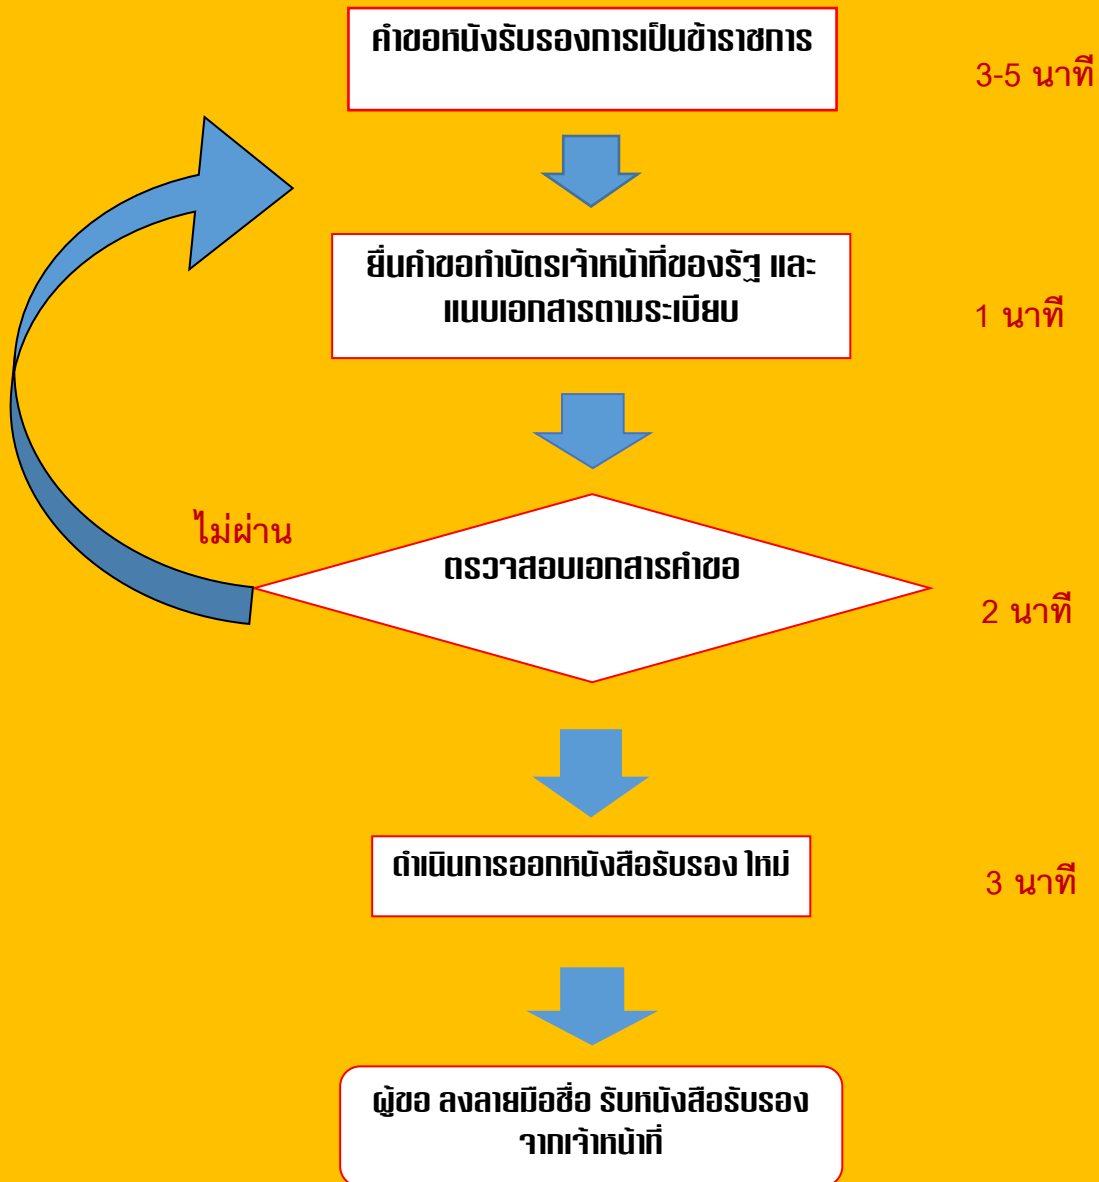 คำขอหนังรับรองการเป็นข้าราชการ
3-5 นาที
ยื่นคำขอทำบัตรเจ้าหน้าที่ของรัฐ และ
แนบเอกสารตามระเบียบ
1 นาที
ไม่ผ่าน
ตรวจสอบเอกสารคำขอ
2 นาที
ดำเนินการออกหนังสือรับรอง ใหม่
3 นาที
ผู้ขอ ลงลายมือชื่อ รับหนังสือรับรอง
จากเจ้าหน้าที่